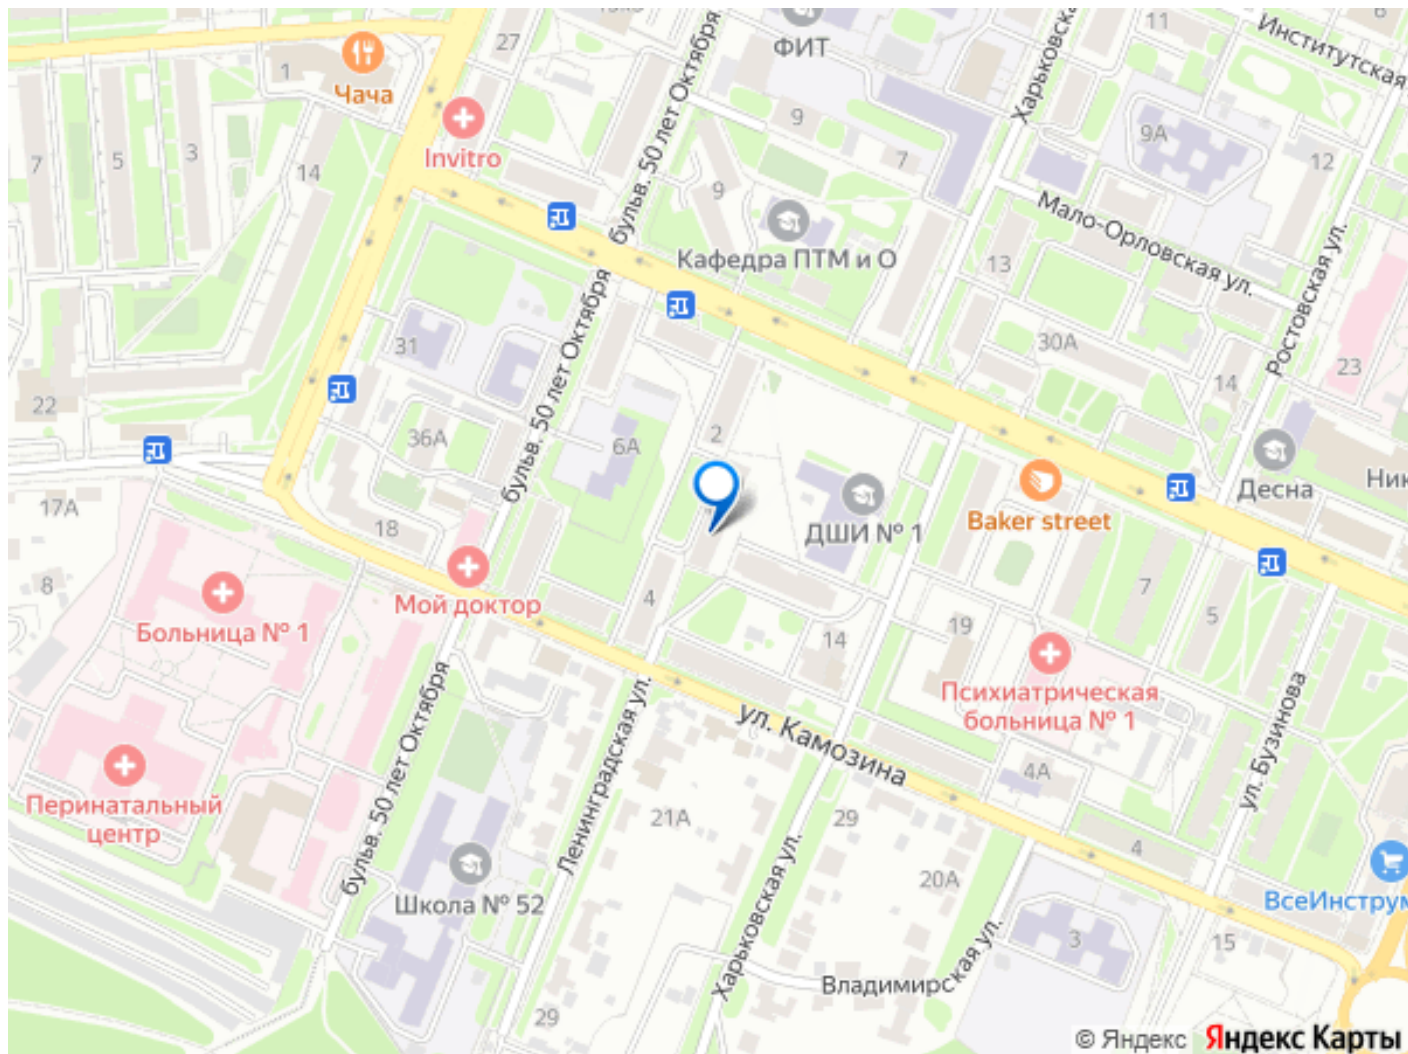 27
бульв. 50 лет Октября
ФИТ
Харьковска
11
Институтская
6
1
Чача
Invitro
7
5
3
14
9
7
9
9А
12
Мало-Орловская ул.
Кафедра ПТМ и О
13
Ростовская ул.
23
30А
14
31
бульв. 50 лет Октября
22
36А
6А
2
17А
18
ДШИ № 1
Baker street
Десна
Ник
8
Больница № 1
Мой доктор
4
14
19
7
5
Психиатрическая
больница № 1
ул. Бузинова
Перинатальный
центр
бульв. 50 лет Октября
Ленинградская ул.
ул. Камозина
4А
21А
29
4
20А
Школа № 52
Харьковская ул.
ВсеИнструм
3
15
Владимирская ул.
29
© Яндекс Яндекс Карты